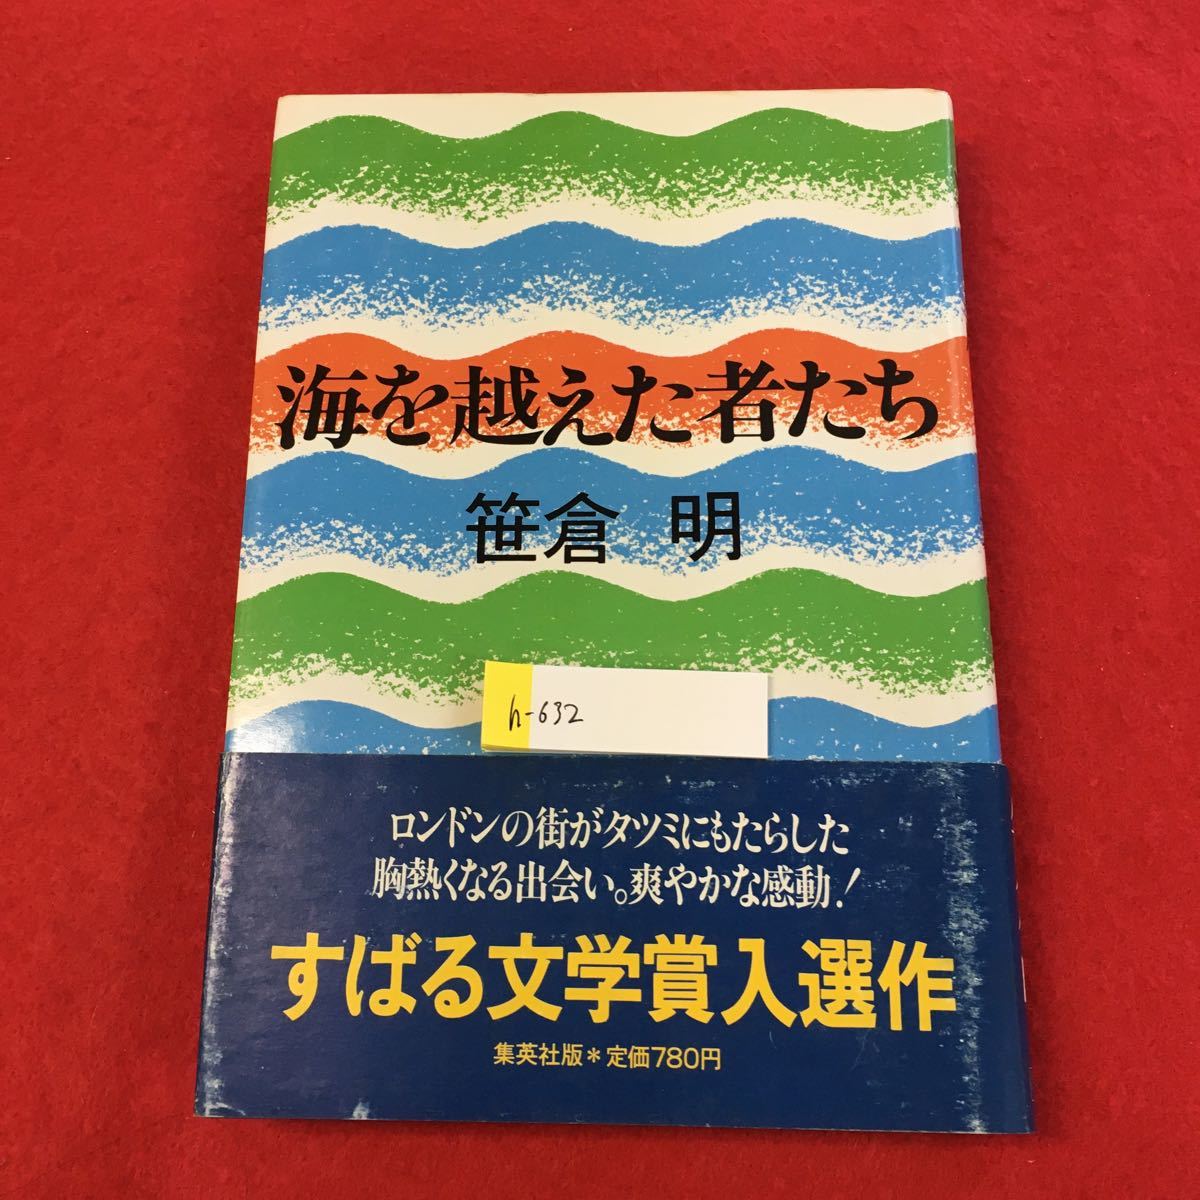 海を越えた者たち
笹倉 明
h-632
ロンドンの街がタツミにもたらした
胸熱くなる出会い。爽やかな感動!
すばる文学賞入選作
集英社版*定価780円